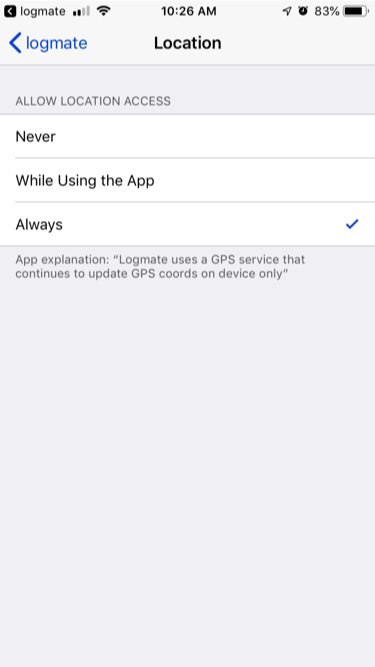 logmate 10:26 AM 83%
logmate Location
ALLOW LOCATION ACCESS
Never
While Using the App
Always
App explanation: “Logmate uses a GPS service that
continues to update GPS coords on device only”